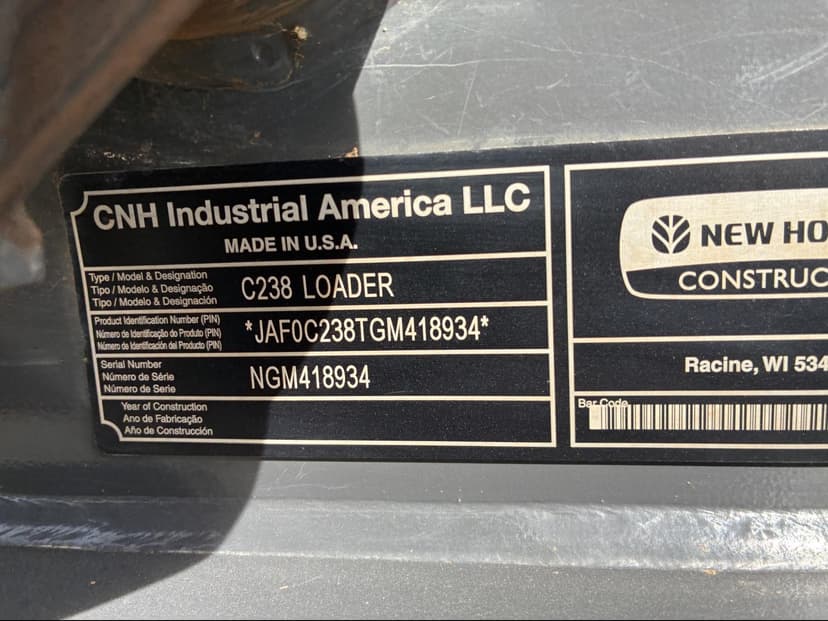 CNH Industrial America LLC
MADE IN U.S.A.
Type / Model & Designation
Tipo / Modelo & Designação
Tipo / Modelo & Designación
C238 LOADER
Product Identification Number (PIN)
Número de Identificação do Produto (PIN)
Número de Identificación del Producto (PIN)
*JAF0C238TGM418934*
Serial Number
Número de Série
Número de Serie
NGM418934
Year of Construction
Ano de Fabricação
Año de Construcción
NEW HO
CONSTRUC
Racine, WI 534
Bar Code